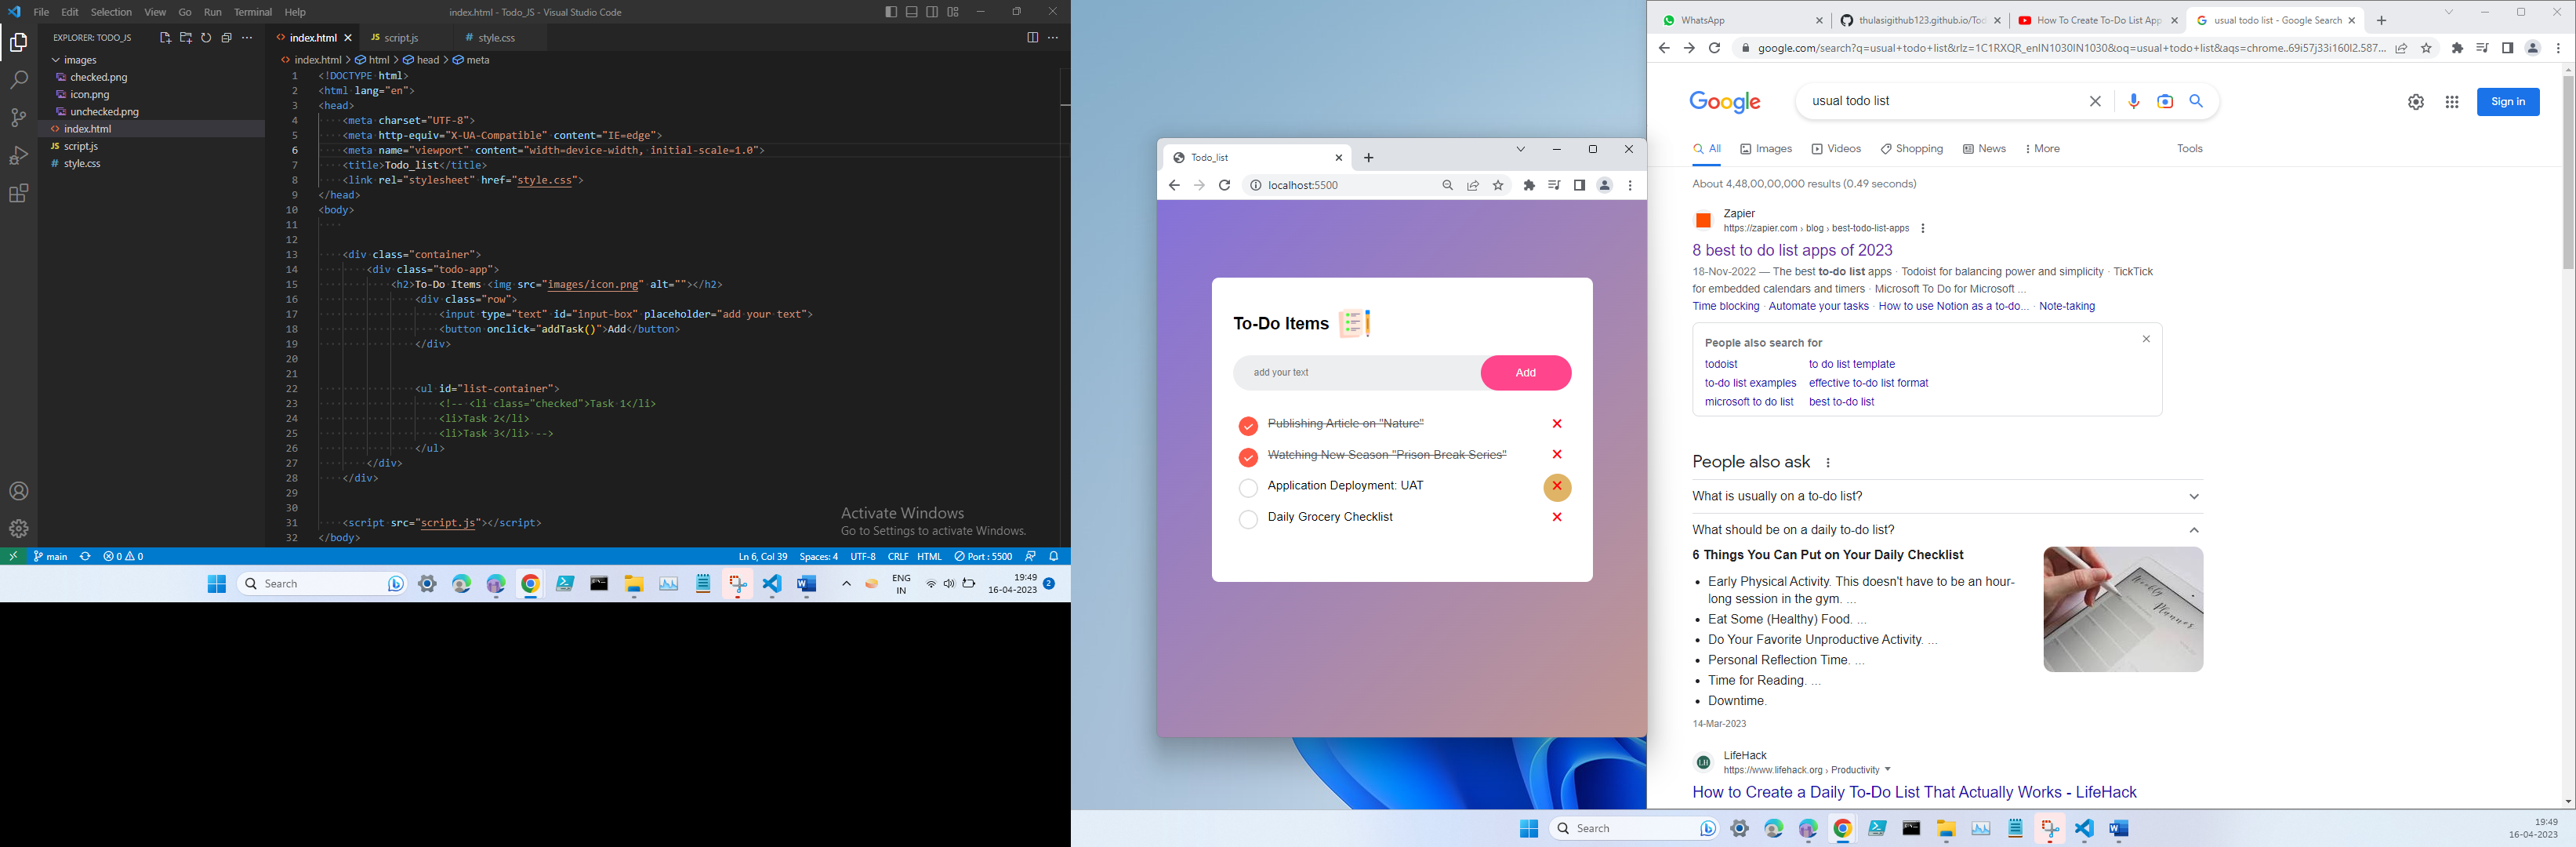 File Edit Selection View Go Run Terminal Help
index.html - Todo_JS - Visual Studio Code
EXPLORER: TODO_JS
images
checked.png
icon.png
unchecked.png
index.html
script.js
style.css
index.html script.js style.css
index.html > html > head > meta
1 <!DOCTYPE html>
2 <html lang="en">
3 <head>
4 <meta charset="UTF-8">
5 <meta http-equiv="X-UA-Compatible" content="IE=edge">
6 <meta name="viewport" content="width=device-width, initial-scale=1.0">
7 <title>Todo_list</title>
8 <link rel="stylesheet" href="style.css">
9 </head>
10 <body>
11
12
13 <div class="container">
14 <div class="todo-app">
15 <h2>To-Do Items <img src="images/icon.png" alt=""></h2>
16 <div class="row">
17 <input type="text" id="input-box" placeholder="add your text">
18 <button onclick="addTask()">Add</button>
19 </div>
20
21
22 <ul id="list-container">
23 <!-- <li class="checked">Task 1</li>
24 <li>Task 2</li>
25 <li>Task 3</li> -->
26 </ul>
27 </div>
28 </div>
29
30
31 <script src="script.js"></script>
32 </body>
Activate Windows
Go to Settings to activate Windows.
main 0 0 Ln 6, Col 39 Spaces: 4 UTF-8 CRLF HTML Port : 5500
Search
ENG
IN
19:49
16-04-2023
2
Todo_list
localhost:5500
To-Do Items
add your text
Add
Publishing Article on "Nature"
Watching New Season "Prison Break Series"
Application Deployment: UAT
Daily Grocery Checklist
WhatsApp
thulasigithub123.github.io/Tod
How To Create To-Do List App
usual todo list - Google Search
google.com/search?q=usual+todo+list&rlz=1C1RXQR_enIN1030IN1030&oq=usual+todo+list&aqs=chrome..69i57j33i160l2.587...
Google
usual todo list
Sign in
All Images Videos Shopping News More Tools
About 4,48,00,00,000 results (0.49 seconds)
Zapier
https://zapier.com › blog › best-todo-list-apps
8 best to do list apps of 2023
18-Nov-2022 — The best to-do list apps · Todoist for balancing power and simplicity · TickTick
for embedded calendars and timers · Microsoft To Do for Microsoft ...
Time blocking · Automate your tasks · How to use Notion as a to-do... · Note-taking
People also search for
todoist to do list template
to-do list examples effective to-do list format
microsoft to do list best to-do list
People also ask
What is usually on a to-do list?
What should be on a daily to-do list?
6 Things You Can Put on Your Daily Checklist
• Early Physical Activity. This doesn't have to be an hour-
long session in the gym. ...
• Eat Some (Healthy) Food. ...
• Do Your Favorite Unproductive Activity. ...
• Personal Reflection Time. ...
• Time for Reading. ...
• Downtime.
Weekly Planner
14-Mar-2023
LH
LifeHack
https://www.lifehack.org › Productivity
How to Create a Daily To-Do List That Actually Works - LifeHack
Search
19:49
16-04-2023